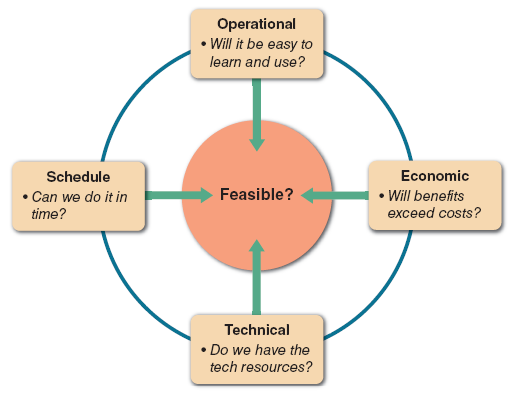 Operational
• Will it be easy to
learn and use?
Schedule
• Can we do it in
time?
Feasible?
Economic
• Will benefits
exceed costs?
Technical
• Do we have the
tech resources?